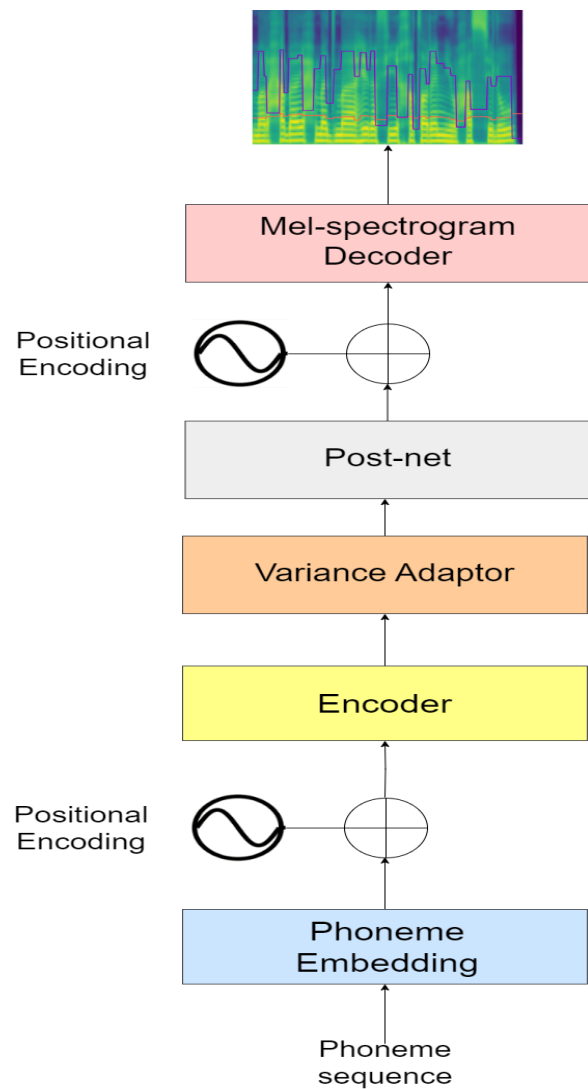 Mel-spectrogram
Decoder
Positional
Encoding
Post-net
Variance Adaptor
Encoder
Positional
Encoding
Phoneme
Embedding
Phoneme
sequence